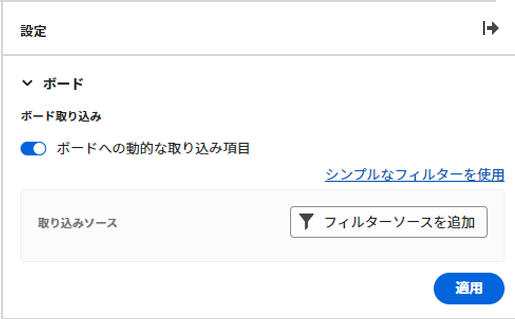 設定
ボード
ボード取り込み
ボードへの動的な取り込み項目
シンプルなフィルターを使用
取り込みソース
フィルターソースを追加
適用